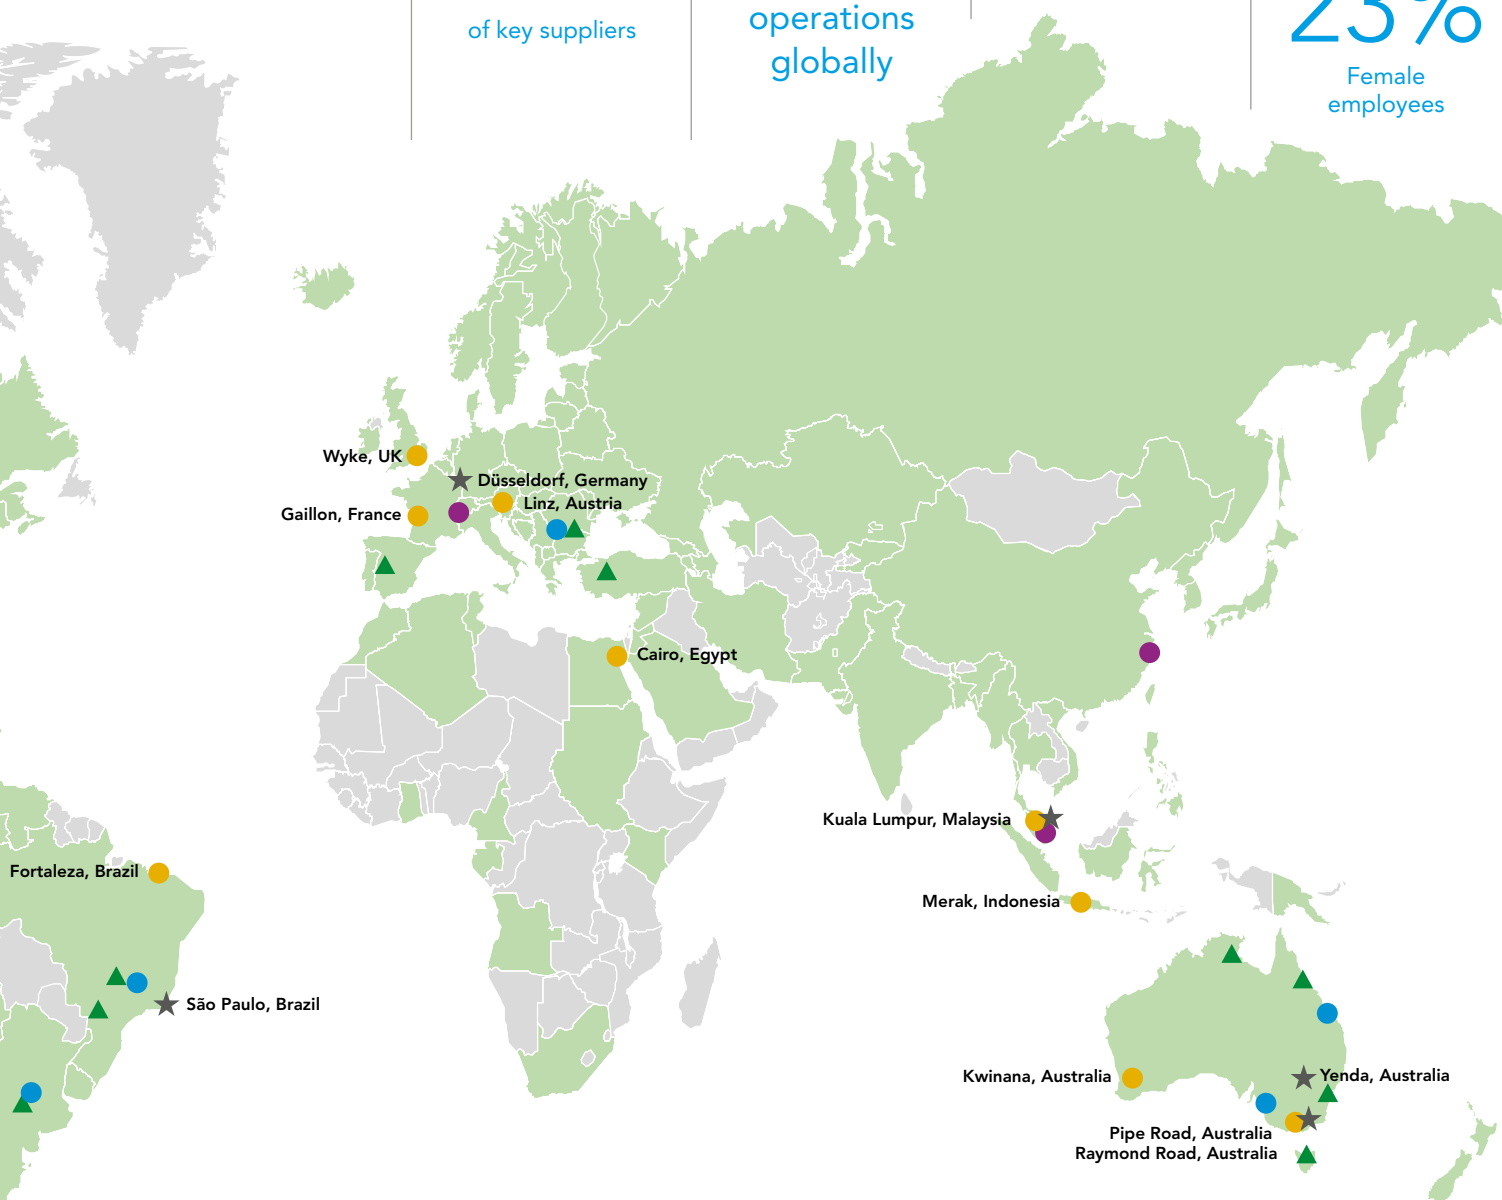 of key suppliers
operations
globally
23%
Female
employees
Wyke, UK
Düsseldorf, Germany
Linz, Austria
Gaillon, France
Cairo, Egypt
Kuala Lumpur, Malaysia
Fortaleza, Brazil
Merak, Indonesia
São Paulo, Brazil
Kwinana, Australia
Yenda, Australia
Pipe Road, Australia
Raymond Road, Australia